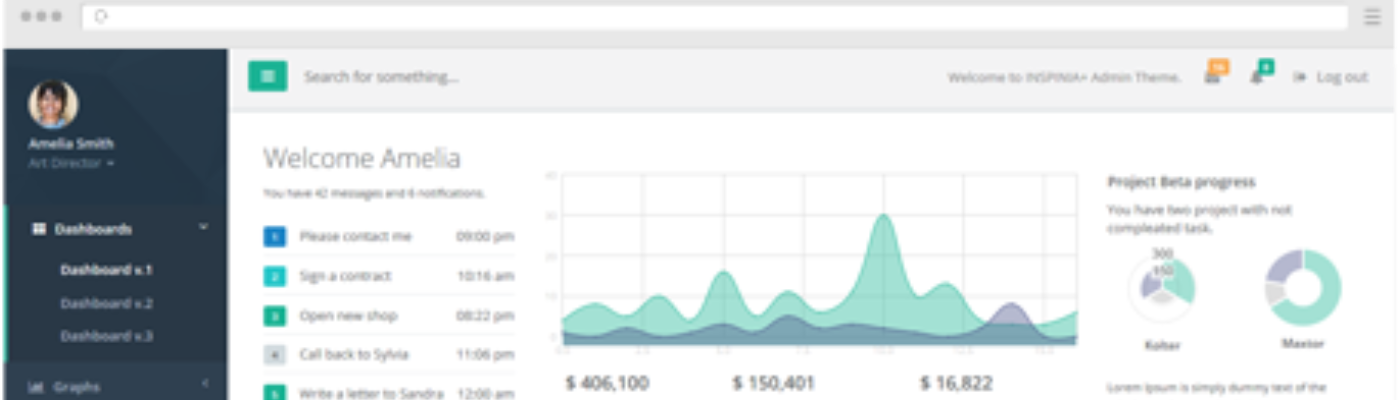 Search for something...
Welcome to INSPINIA+ Admin Theme.
Log out
Amelia Smith
Art Director
Dashboards
Dashboard v.1
Dashboard v.2
Dashboard v.3
Graphs
Welcome Amelia
You have 42 messages and 6 notifications.
1 Please contact me 09:00 pm
2 Sign a contract 10:16 am
3 Open new shop 08:22 pm
4 Call back to Sylvia 11:06 pm
5 Write a letter to Sandra 12:00 am
40
30
20
10
0
$ 406,100
$ 150,401
$ 16,822
Project Beta progress
You have two project with not
compleated task.
300
150
Kolter
Maxtor
Lorem Ipsum is simply dummy text of the